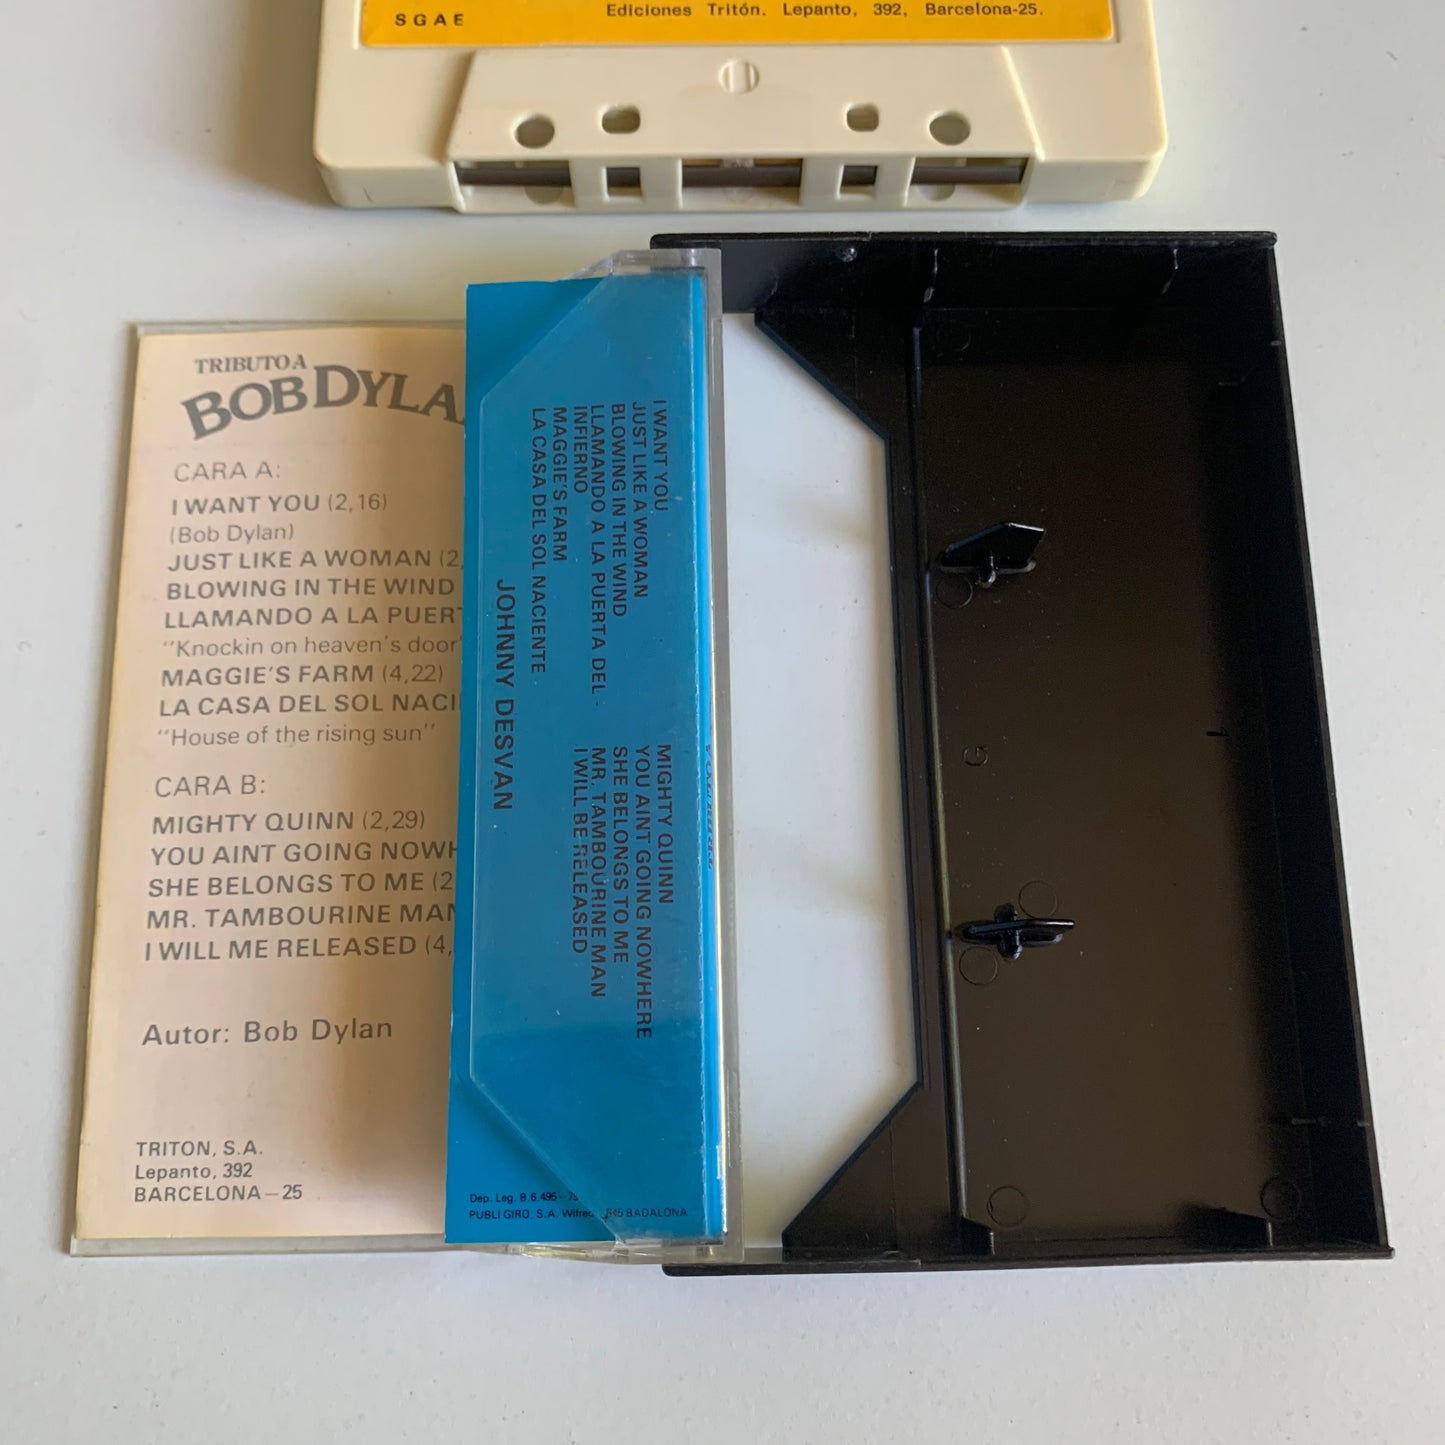 SGAE
Ediciones Tritón. Lepanto, 392, Barcelona-25.
TRIBUTO A
BOB DYLA
CARA A:
I WANT YOU (2,16)
(Bob Dylan)
JUST LIKE A WOMAN (2,
BLOWING IN THE WIND
LLAMANDO A LA PUERT
"Knockin on heaven's door"
MAGGIE'S FARM (4,22)
LA CASA DEL SOL NACI
"House of the rising sun"
CARA B:
MIGHTY QUINN (2,29)
YOU AINT GOING NOWH
SHE BELONGS TO ME (2
MR. TAMBOURINE MAN
I WILL ME RELEASED (4,
Autor: Bob Dylan
TRITON, S.A.
Lepanto, 392
BARCELONA – 25
I WANT YOU
JUST LIKE A WOMAN
BLOWING IN THE WIND
LLAMANDO A LA PUERTA DEL -
INFIERNO
MAGGIE'S FARM
LA CASA DEL SOL NACIENTE
MIGHTY QUINN
YOU AINT GOING NOWHERE
SHE BELONGS TO ME
MR. TAMBOURINE MAN
I WILL BE RELEASED
JOHNNY DESVAN
Dep. Leg. B.6.495-
PUBLI GIRO, S.A. 845 BADALONA
G
1